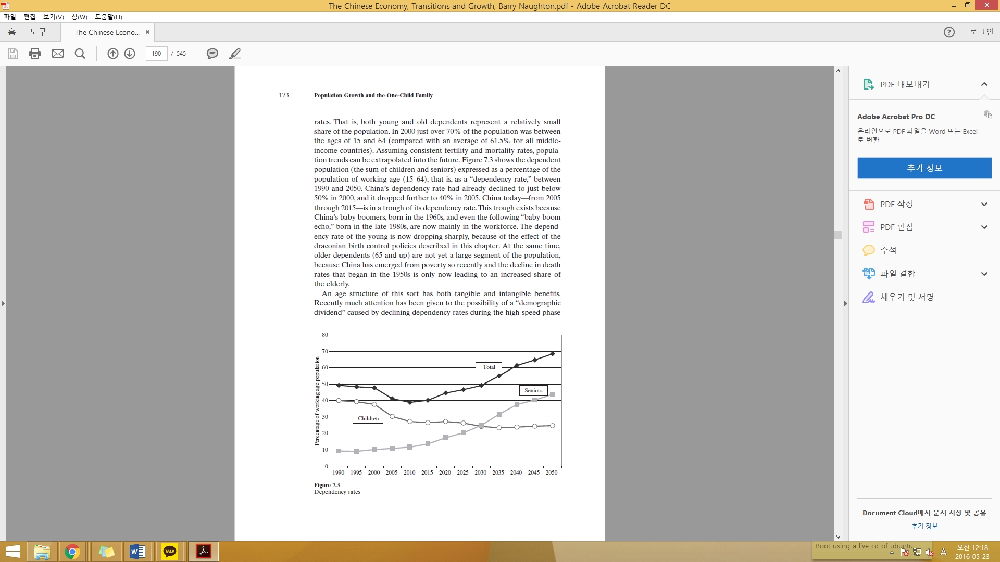 The Chinese Economy, Transitions and Growth, Barry Naughton.pdf - Adobe Acrobat Reader DC
파일 편집 보기(V) 창(W) 도움말(H)
홈 도구 The Chinese Econo... 로그인
190 / 545
173 Population Growth and the One-Child Family
rates. That is, both young and old dependents represent a relatively small
share of the population. In 2000 just over 70% of the population was between
the ages of 15 and 64 (compared with an average of 61.5% for all middle-
income countries). Assuming consistent fertility and mortality rates, popula-
tion trends can be extrapolated into the future. Figure 7.3 shows the dependent
population (the sum of children and seniors) expressed as a percentage of the
population of working age (15–64), that is, as a “dependency rate,” between
1990 and 2050. China’s dependency rate had already declined to just below
50% in 2000, and it dropped further to 40% in 2005. China today—from 2005
through 2015—is in a trough of its dependency rate. This trough exists because
China’s baby boomers, born in the 1960s, and even the following “baby-boom
echo,” born in the late 1980s, are now mainly in the workforce. The depend-
ency rate of the young is now dropping sharply, because of the effect of the
draconian birth control policies described in this chapter. At the same time,
older dependents (65 and up) are not yet a large segment of the population,
because China has emerged from poverty so recently and the decline in death
rates that began in the 1950s is only now leading to an increased share of
the elderly.
An age structure of this sort has both tangible and intangible benefits.
Recently much attention has been given to the possibility of a “demographic
dividend” caused by declining dependency rates during the high-speed phase
Percentage of working age population
80
70
60
50
40
30
20
10
0
Total
Seniors
Children
1990 1995 2000 2005 2010 2015 2020 2025 2030 2035 2040 2045 2050
Figure 7.3
Dependency rates
PDF 내보내기
Adobe Acrobat Pro DC
온라인으로 PDF 파일을 Word 또는 Excel
로 변환
추가 정보
PDF 작성
PDF 편집
주석
파일 결합
채우기 및 서명
Document Cloud에서 문서 저장 및 공유
추가 정보
Boot using a live cd of ubuntu
TALK
A
오전 12:18
2016-05-23